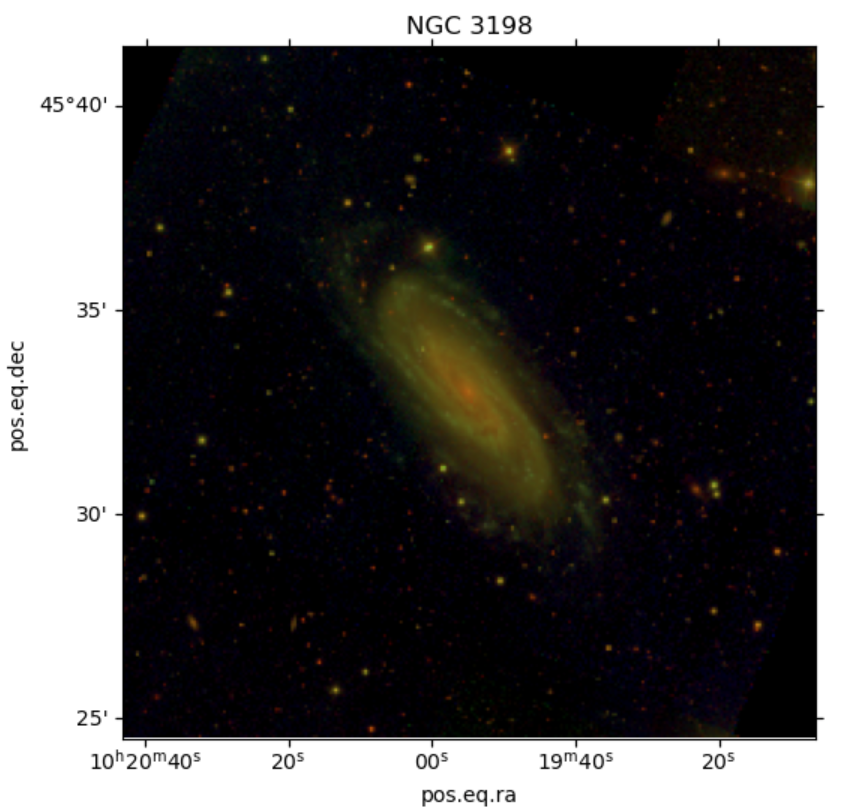 NGC 3198
45°40'
35'
30'
25'
pos.eq.dec
10ʰ20ᵐ40ˢ 20ˢ 00ˢ 19ᵐ40ˢ 20ˢ
pos.eq.ra